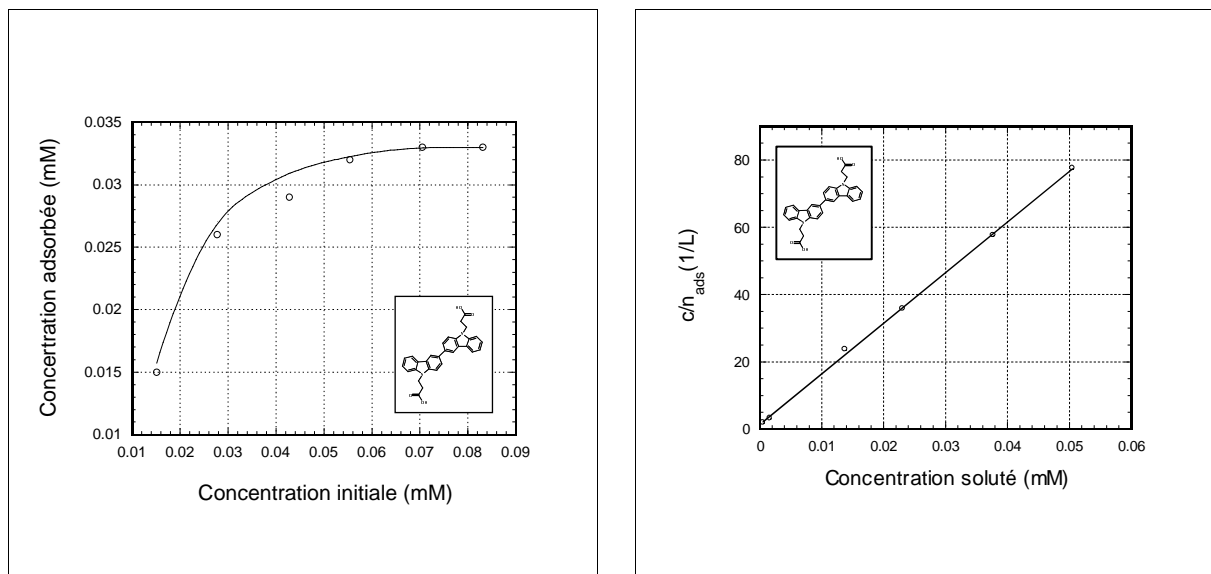 Concertration adsorbée (mM)
0.035
0.03
0.025
0.02
0.015
0.01
0.01 0.02 0.03 0.04 0.05 0.06 0.07 0.08 0.09
Concentration initiale (mM)
c/n_ads(1/L)
80
60
40
20
0
0 0.01 0.02 0.03 0.04 0.05 0.06
Concentration soluté (mM)